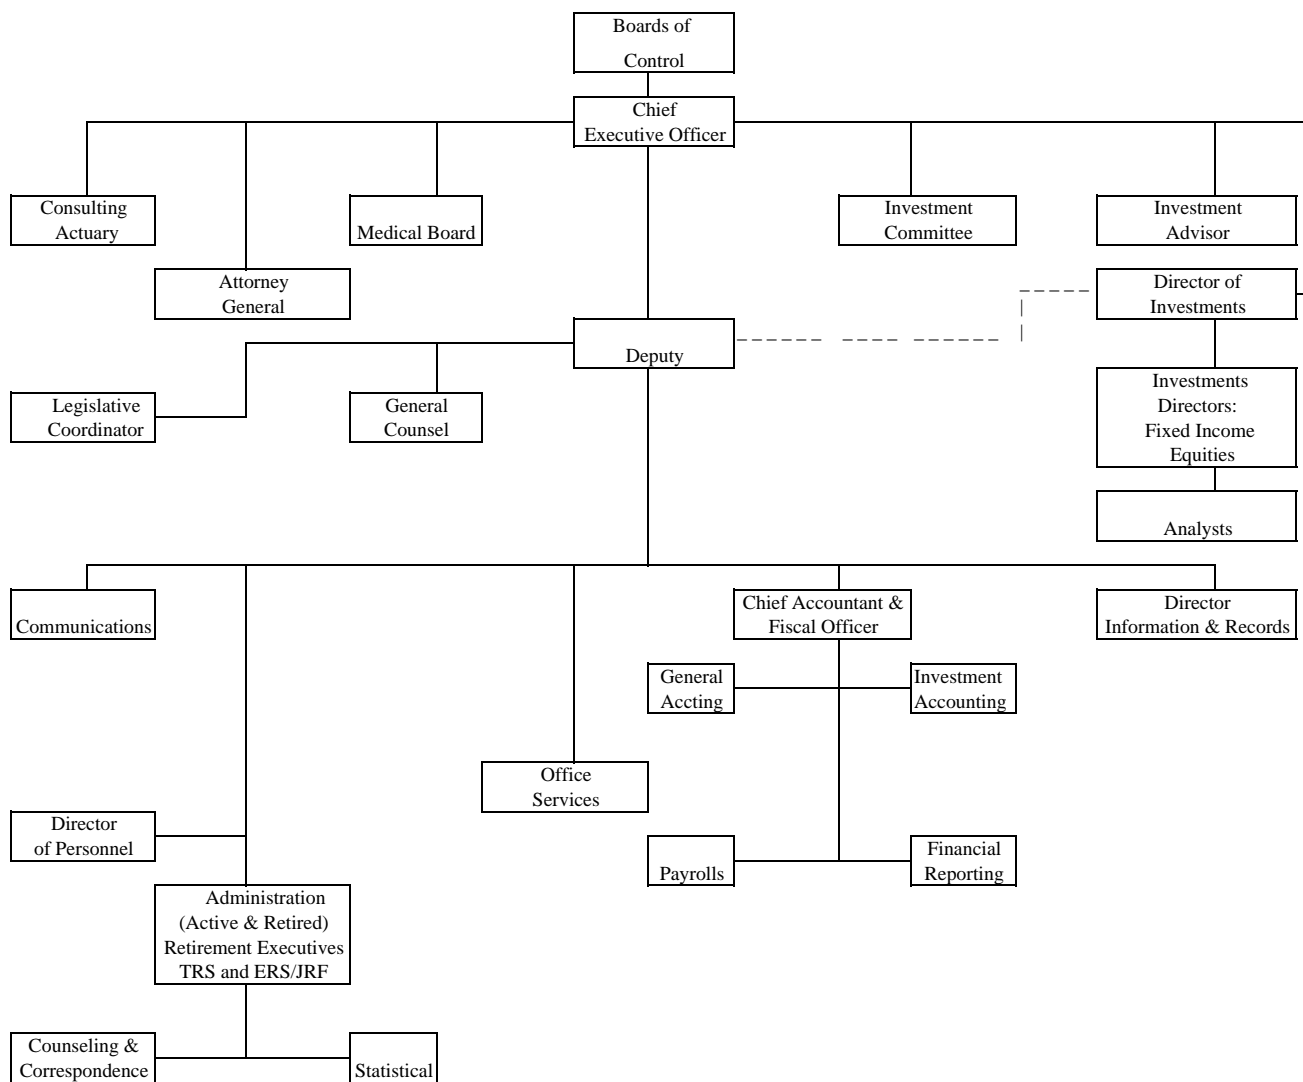 Boards of
Control
Chief
Executive Officer
Consulting
Actuary
Medical Board
Investment
Committee
Investment
Advisor
Attorney
General
Director of
Investments
Deputy
Legislative
Coordinator
General
Counsel
Investments
Directors:
Fixed Income
Equities
Analysts
Communications
Chief Accountant &
Fiscal Officer
Director
Information & Records
General
Accting
Investment
Accounting
Office
Services
Director
of Personnel
Payrolls
Financial
Reporting
Administration
(Active & Retired)
Retirement Executives
TRS and ERS/JRF
Counseling &
Correspondence
Statistical